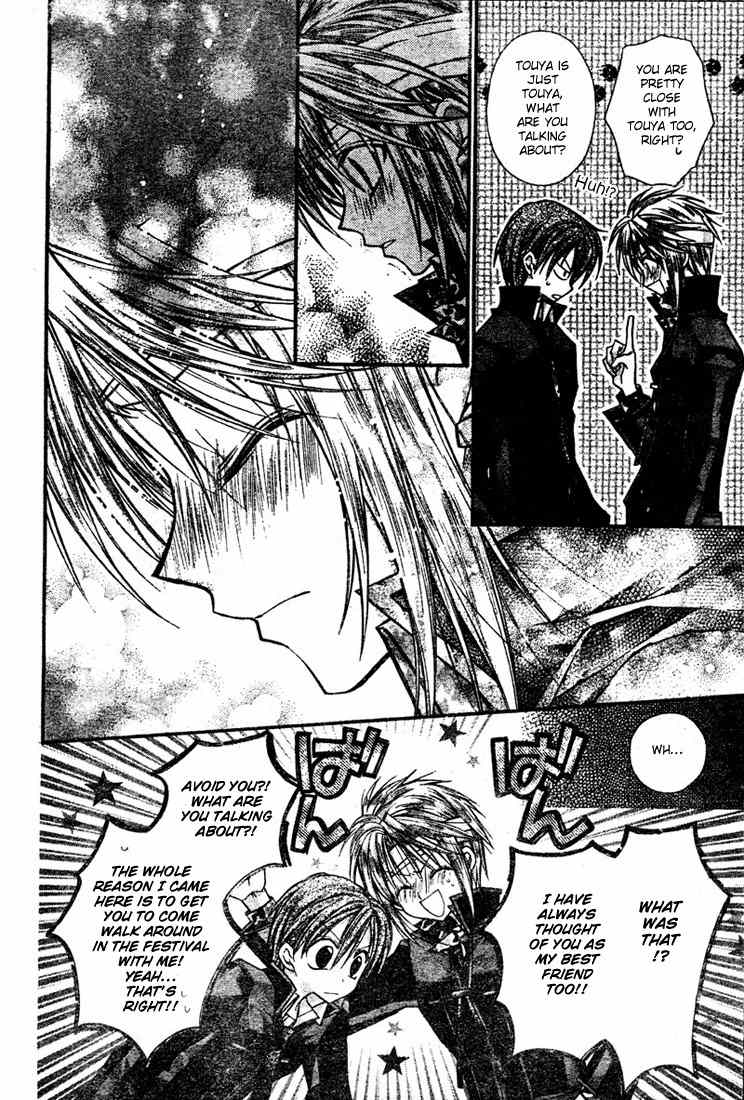 YOU ARE
PRETTY
CLOSE
WITH
TOUYA TOO,
RIGHT?
TOUYA IS
JUST
TOUYA,
WHAT
ARE YOU
TALKING
ABOUT?
Huh!?
WH...
WHAT
WAS
THAT
!?
I HAVE
ALWAYS
THOUGHT
OF YOU AS
MY BEST
FRIEND
TOO!!
ばん
ばん
AVOID YOU?!
WHAT ARE
YOU TALKING
ABOUT?!
THE WHOLE
REASON I CAME
HERE IS TO GET
YOU TO COME
WALK AROUND
IN THE FESTIVAL
WITH ME!
YEAH...
THAT'S
RIGHT!!